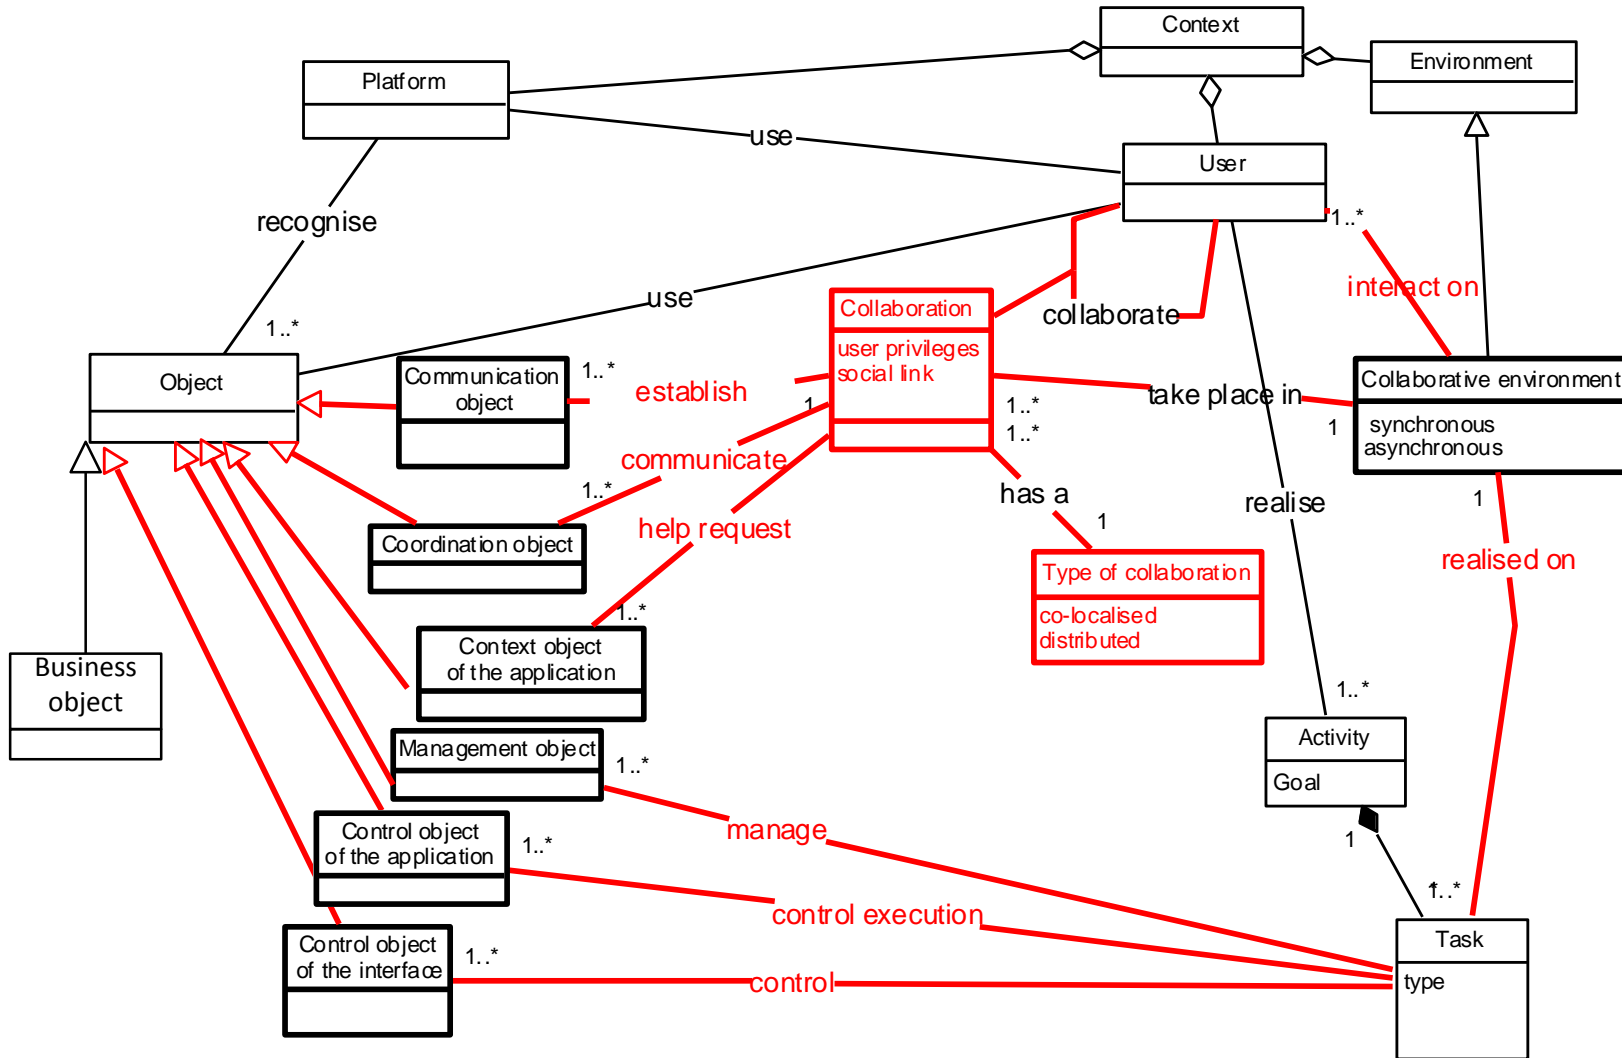 Context
Environment
Platform
use
User
recognise
1..*
interact on
use
Collaboration
collaborate
user privileges
social link
1..*
Object
Communication
object
1..*
establish
1
1..*
1..*
take place in
1
Collaborative environment
synchronous
asynchronous
communicate
1..*
has a
1
realise
1
help request
Coordination object
realised on
Type of collaboration
co-localised
distributed
1..*
Context object
of the application
Business
object
1..*
Activity
Goal
Management object
1..*
manage
1
Control object
of the application
1..*
1..*
control execution
Task
type
Control object
of the interface
1..*
control